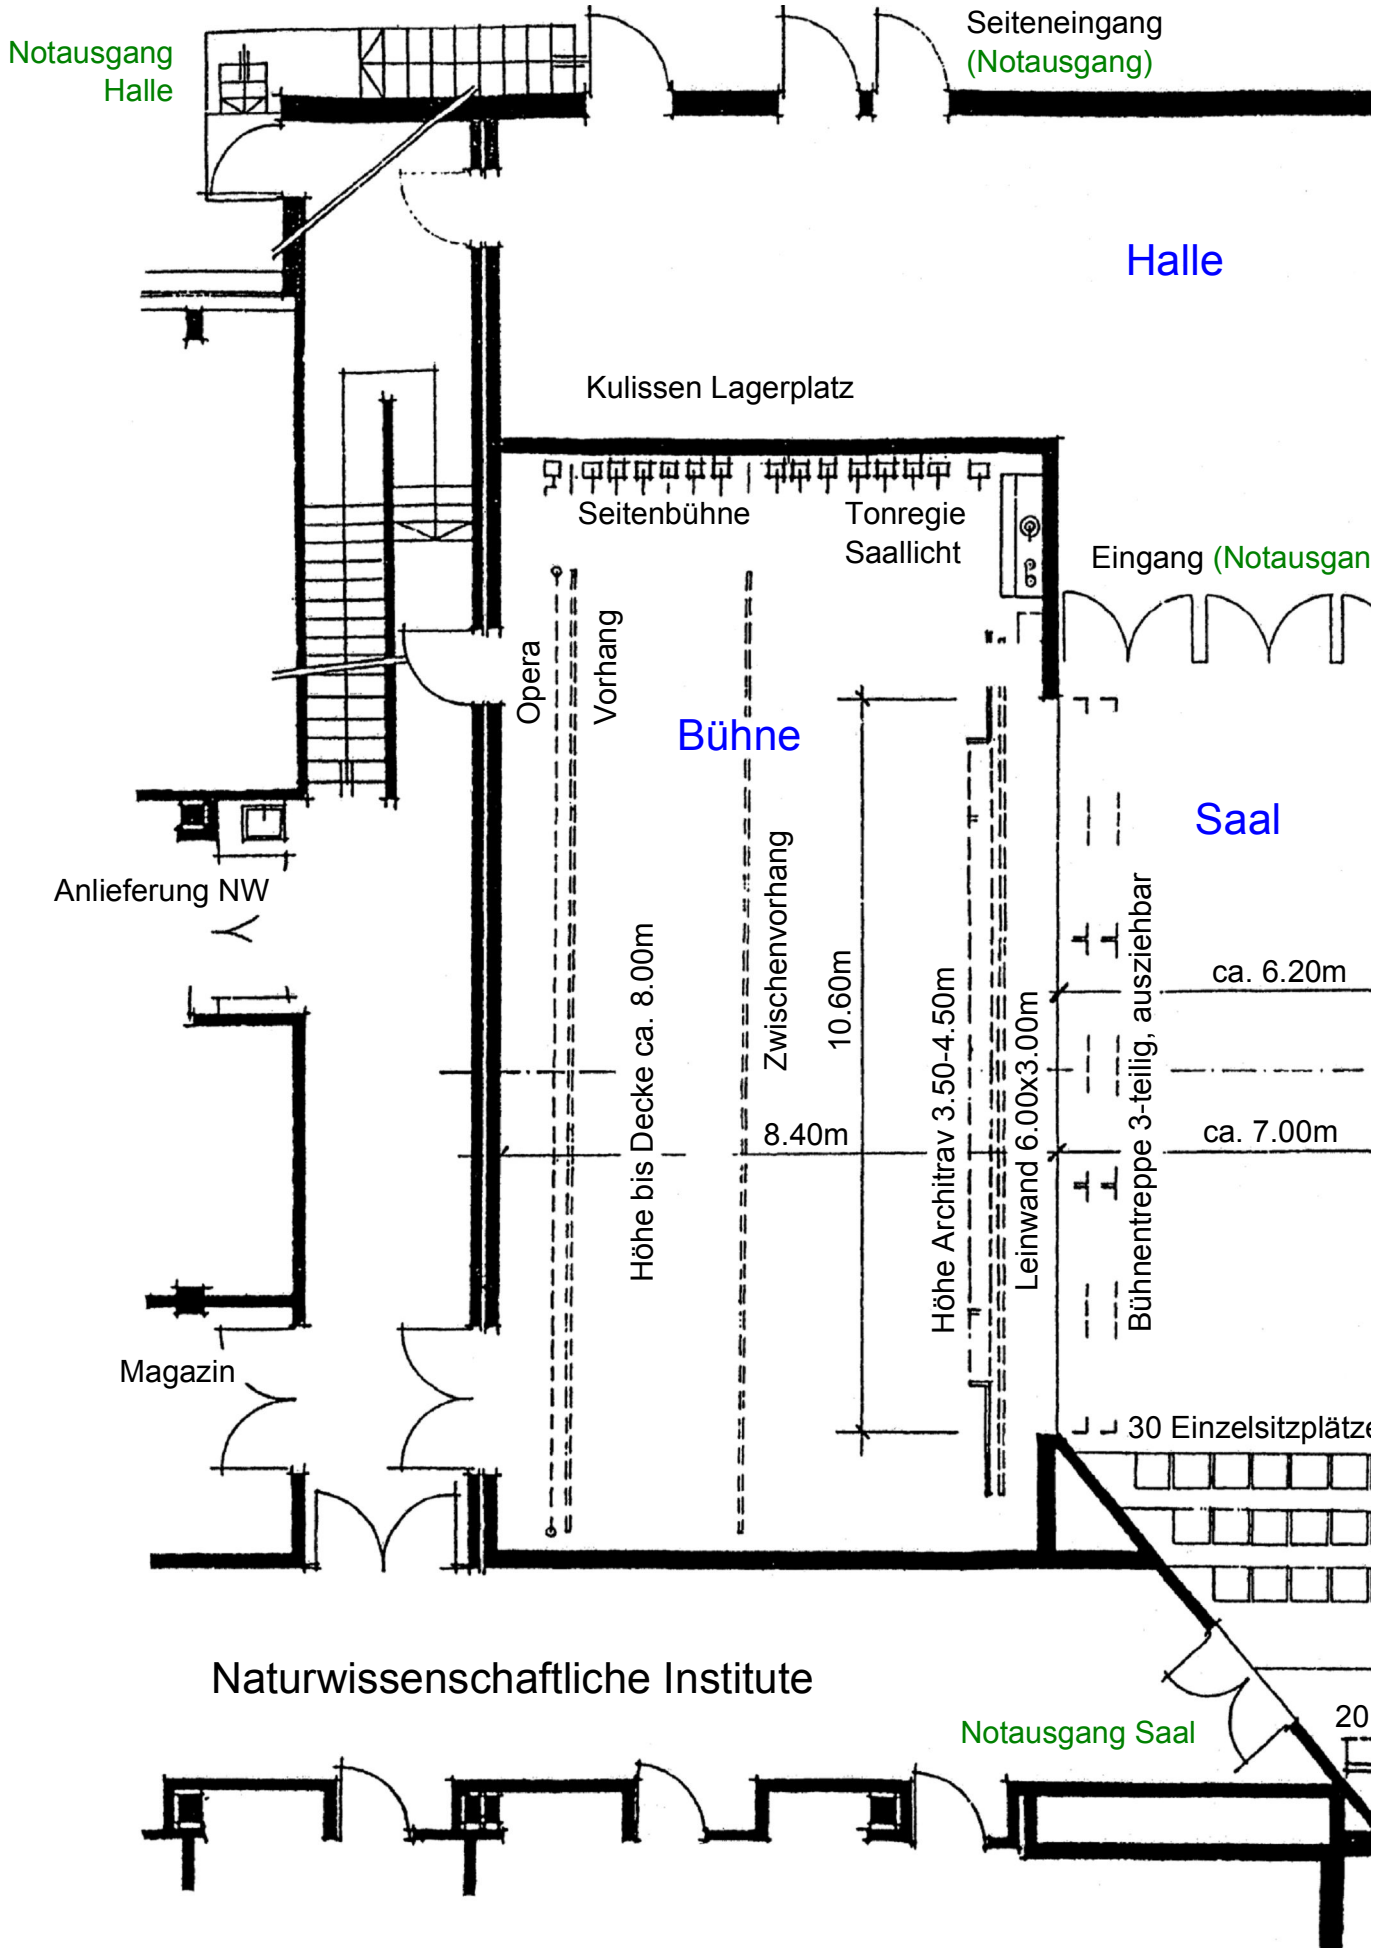 Notausgang
Halle
Seiteneingang
(Notausgang)
Halle
Kulissen Lagerplatz
Seitenbühne
Tonregie
Saallicht
Eingang (Notausgan
Opera
Vorhang
Bühne
Saal
Anlieferung NW
Höhe bis Decke ca. 8.00m
Zwischenvorhang
10.60m
8.40m
Höhe Architrav 3.50-4.50m
Leinwand 6.00x3.00m
Bühnentreppe 3-teilig, ausziehbar
ca. 6.20m
ca. 7.00m
Magazin
30 Einzelsitzplätze
Naturwissenschaftliche Institute
Notausgang Saal
20